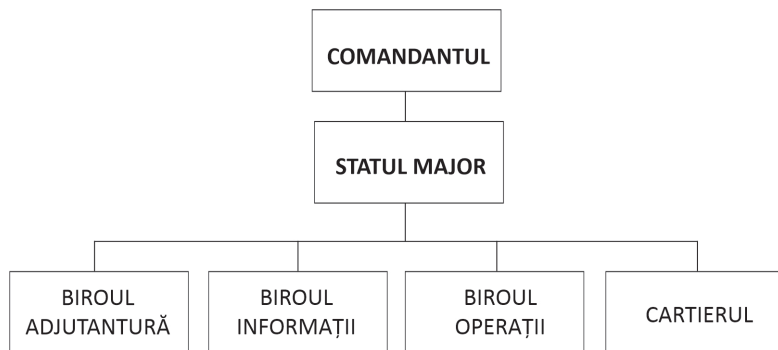 COMANDANTUL
STATUL MAJOR
BIROUL
ADJUTANTURĂ
BIROUL
INFORMAȚII
BIROUL
OPERAȚII
CARTIERUL